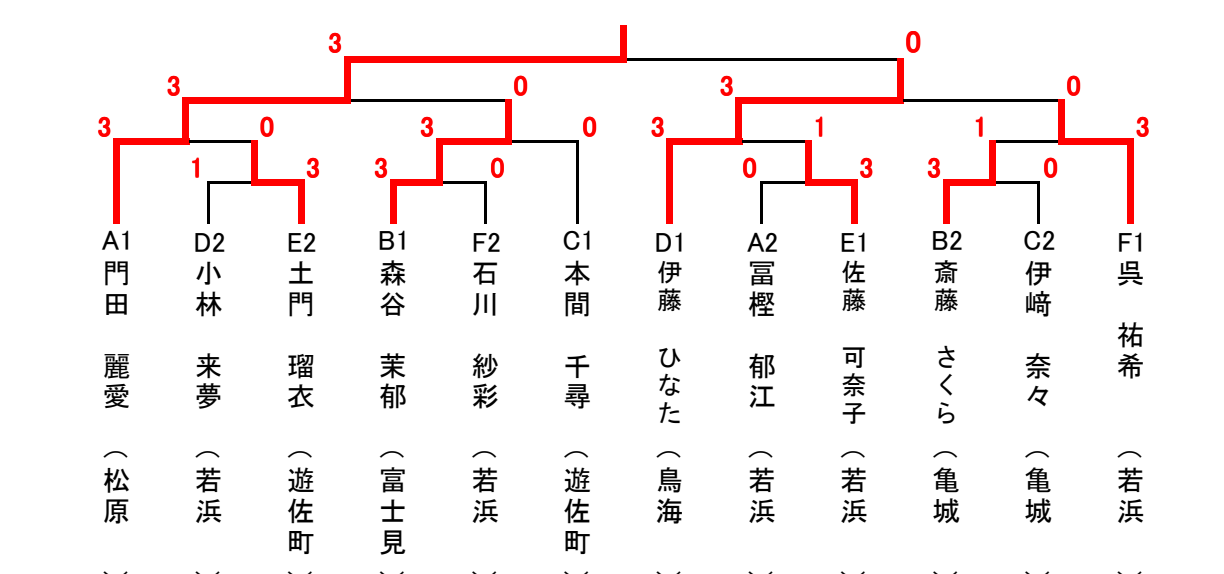 3 0
3 0 3 0
3 0 3 0 3 1 1 3
1 3 3 0 0 3 3 0
A1 門田 麗愛 （松原）
D2 小林 来夢 （若浜）
E2 土門 瑠衣 （遊佐町）
B1 森谷 茉郁 （富士見）
F2 石川 紗彩 （若浜）
C1 本間 千尋 （遊佐町）
D1 伊藤 ひなた （鳥海）
A2 冨樫 郁江 （若浜）
E1 佐藤 可奈子 （若浜）
B2 斎藤 さくら （亀城）
C2 伊﨑 奈々 （亀城）
F1 呉 祐希 （若浜）